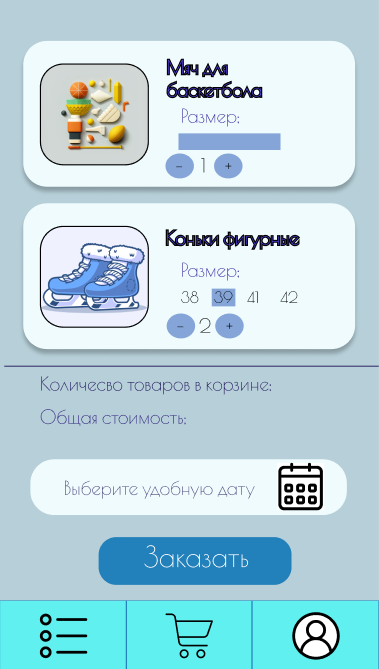 Мяч для
баскетбола
Размер:
- 1 +
Коньки фигурные
Размер:
38 39 41 42
- 2 +
Количесво товаров в корзине:
Общая стоимость:
Выберите удобную дату
Заказать